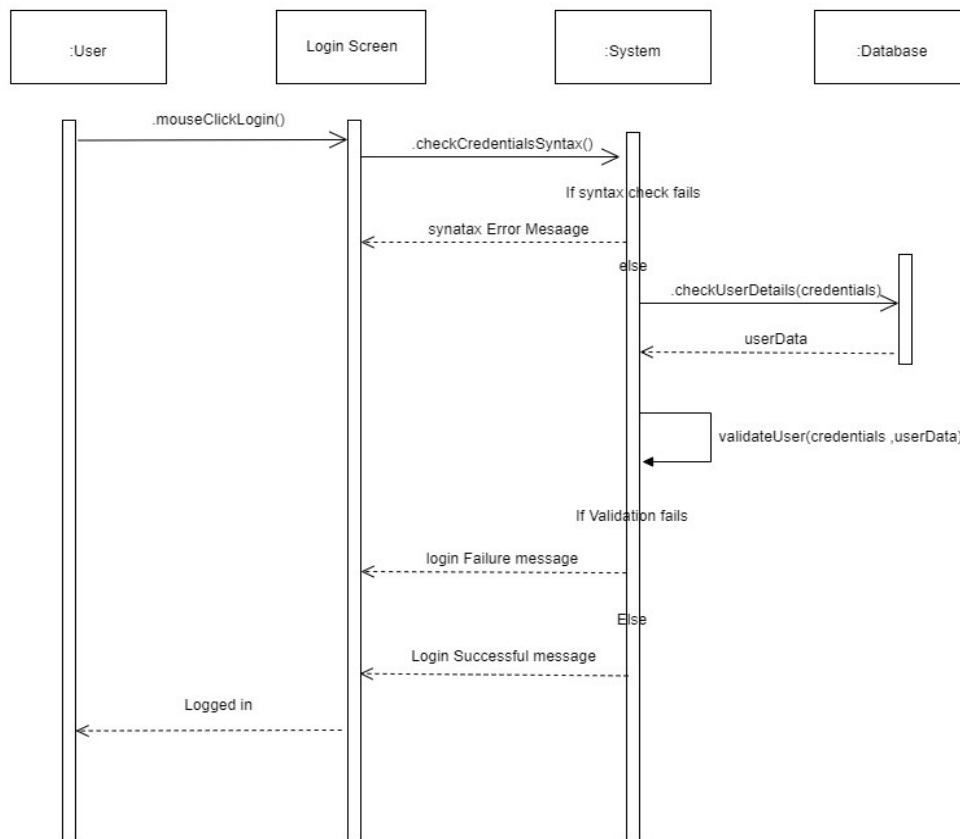 :User
Login Screen
:System
:Database
.mouseClickLogin()
.checkCredentialsSyntax()
If syntax check fails
synatax Error Mesaage
else
.checkUserDetails(credentials)
userData
validateUser(credentials ,userData)
If Validation fails
login Failure message
Else
Login Successful message
Logged in